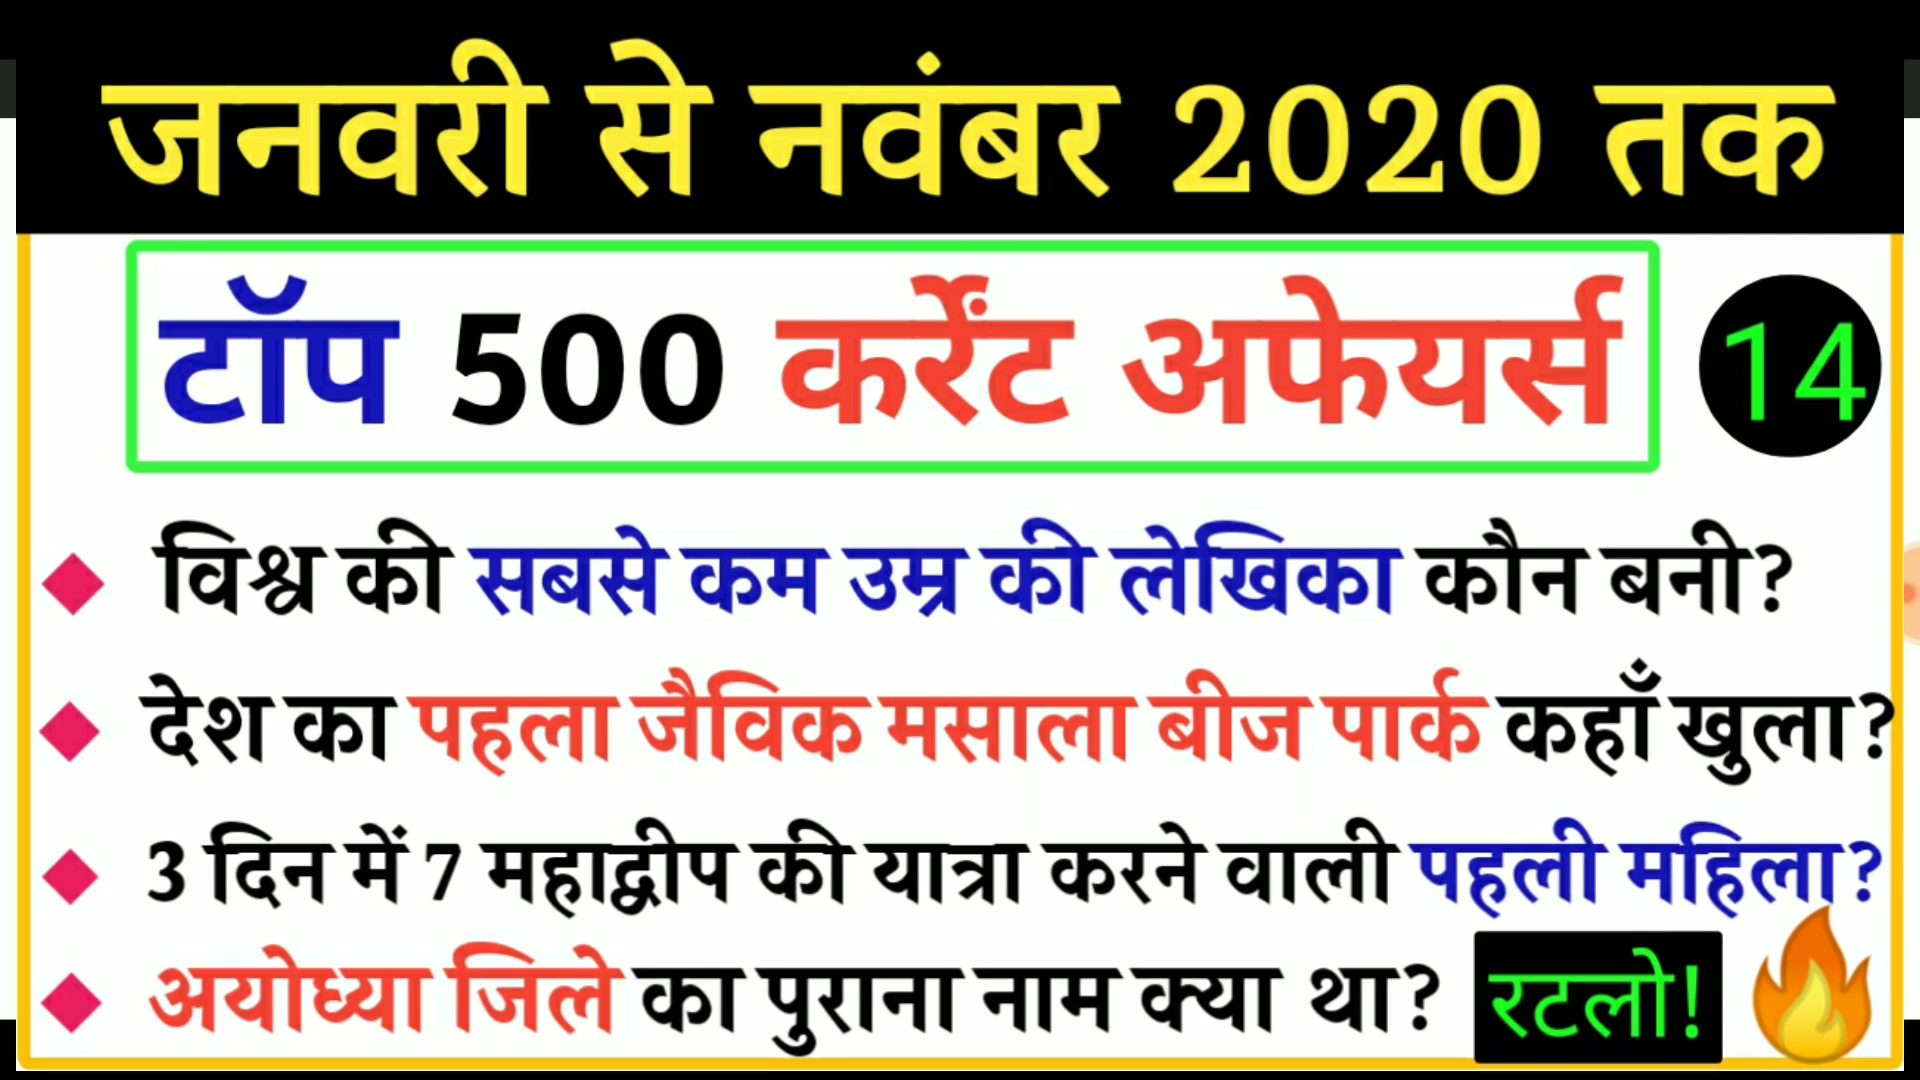 जनवरी से नवंबर 2020 तक
टॉप 500 करेंट अफेयर्स 14
विश्व की सबसे कम उम्र की लेखिका कौन बनी?
देश का पहला जैविक मसाला बीज पार्क कहाँ खुला?
3 दिन में 7 महाद्वीप की यात्रा करने वाली पहली महिला?
अयोध्या जिले का पुराना नाम क्या था? रटलो!